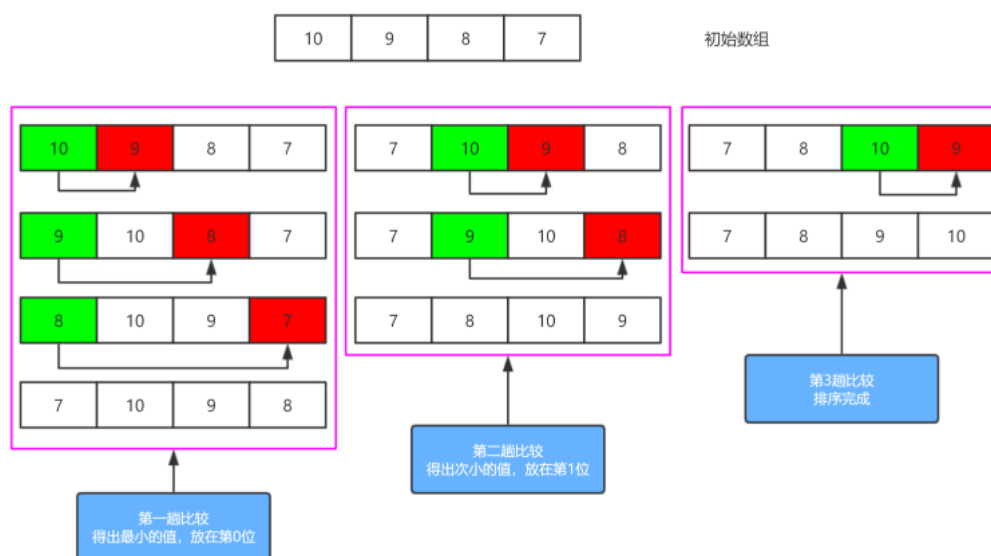 10 9 8 7
初始数组
10 9 8 7
9 10 8 7
8 10 9 7
7 10 9 8
第一趟比较
得出最小的值，放在第0位
7 10 9 8
7 9 10 8
7 8 10 9
第二趟比较
得出次小的值，放在第1位
7 8 10 9
7 8 9 10
第3趟比较
排序完成